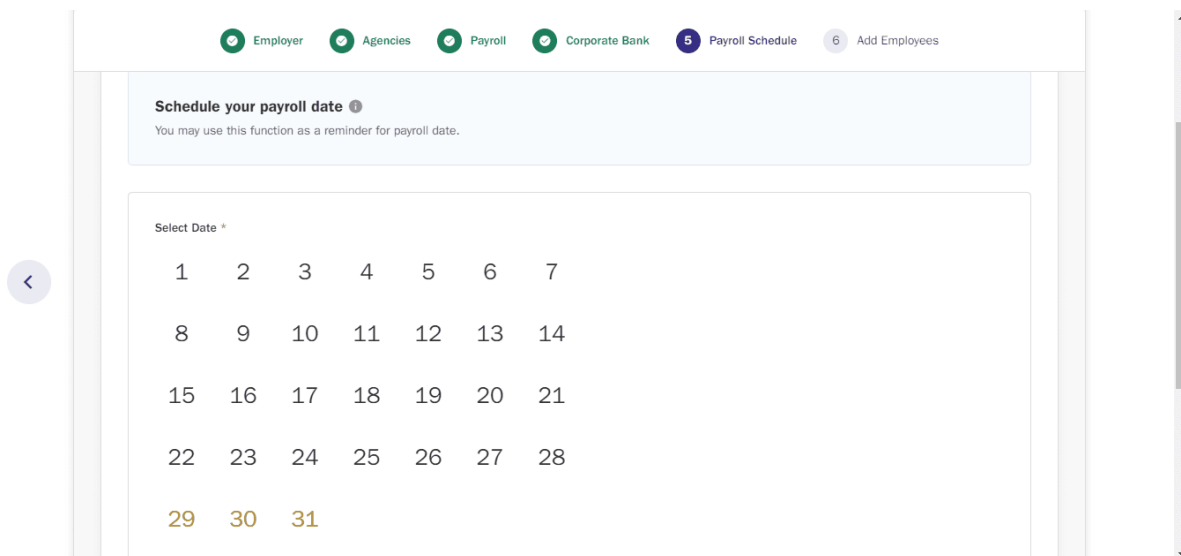 Employer Agencies Payroll Corporate Bank 5 Payroll Schedule 6 Add Employees
Schedule your payroll date i
You may use this function as a reminder for payroll date.
Select Date *
1 2 3 4 5 6 7
8 9 10 11 12 13 14
15 16 17 18 19 20 21
22 23 24 25 26 27 28
29 30 31